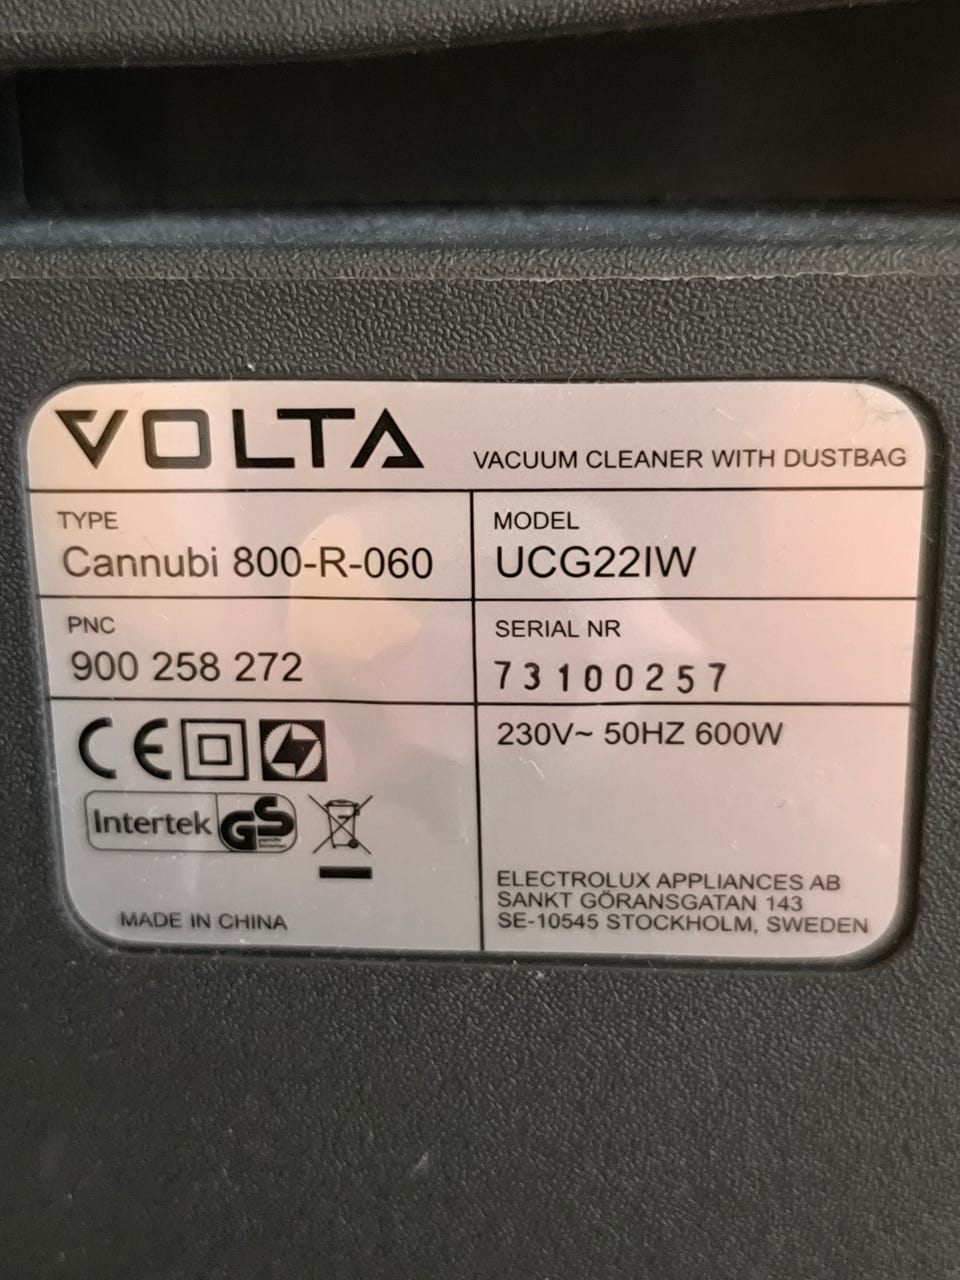 VOLTA
VACUUM CLEANER WITH DUSTBAG
TYPE
Cannubi 800-R-060
MODEL
UCG22IW
PNC
900 258 272
SERIAL NR
73100257
CE
230V~ 50HZ 600W
Intertek GS
ELECTROLUX APPLIANCES AB
SANKT GÖRANSGATAN 143
SE-10545 STOCKHOLM, SWEDEN
MADE IN CHINA